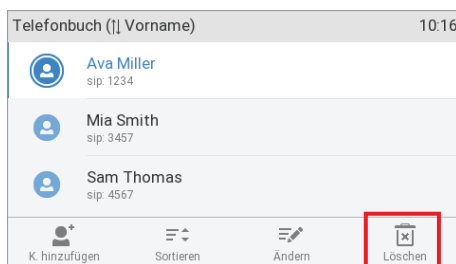 Telefonbuch (⇅ Vorname) 10:16
Ava Miller
sip: 1234
Mia Smith
sip: 3457
Sam Thomas
sip: 4567
K. hinzufügen Sortieren Ändern Löschen